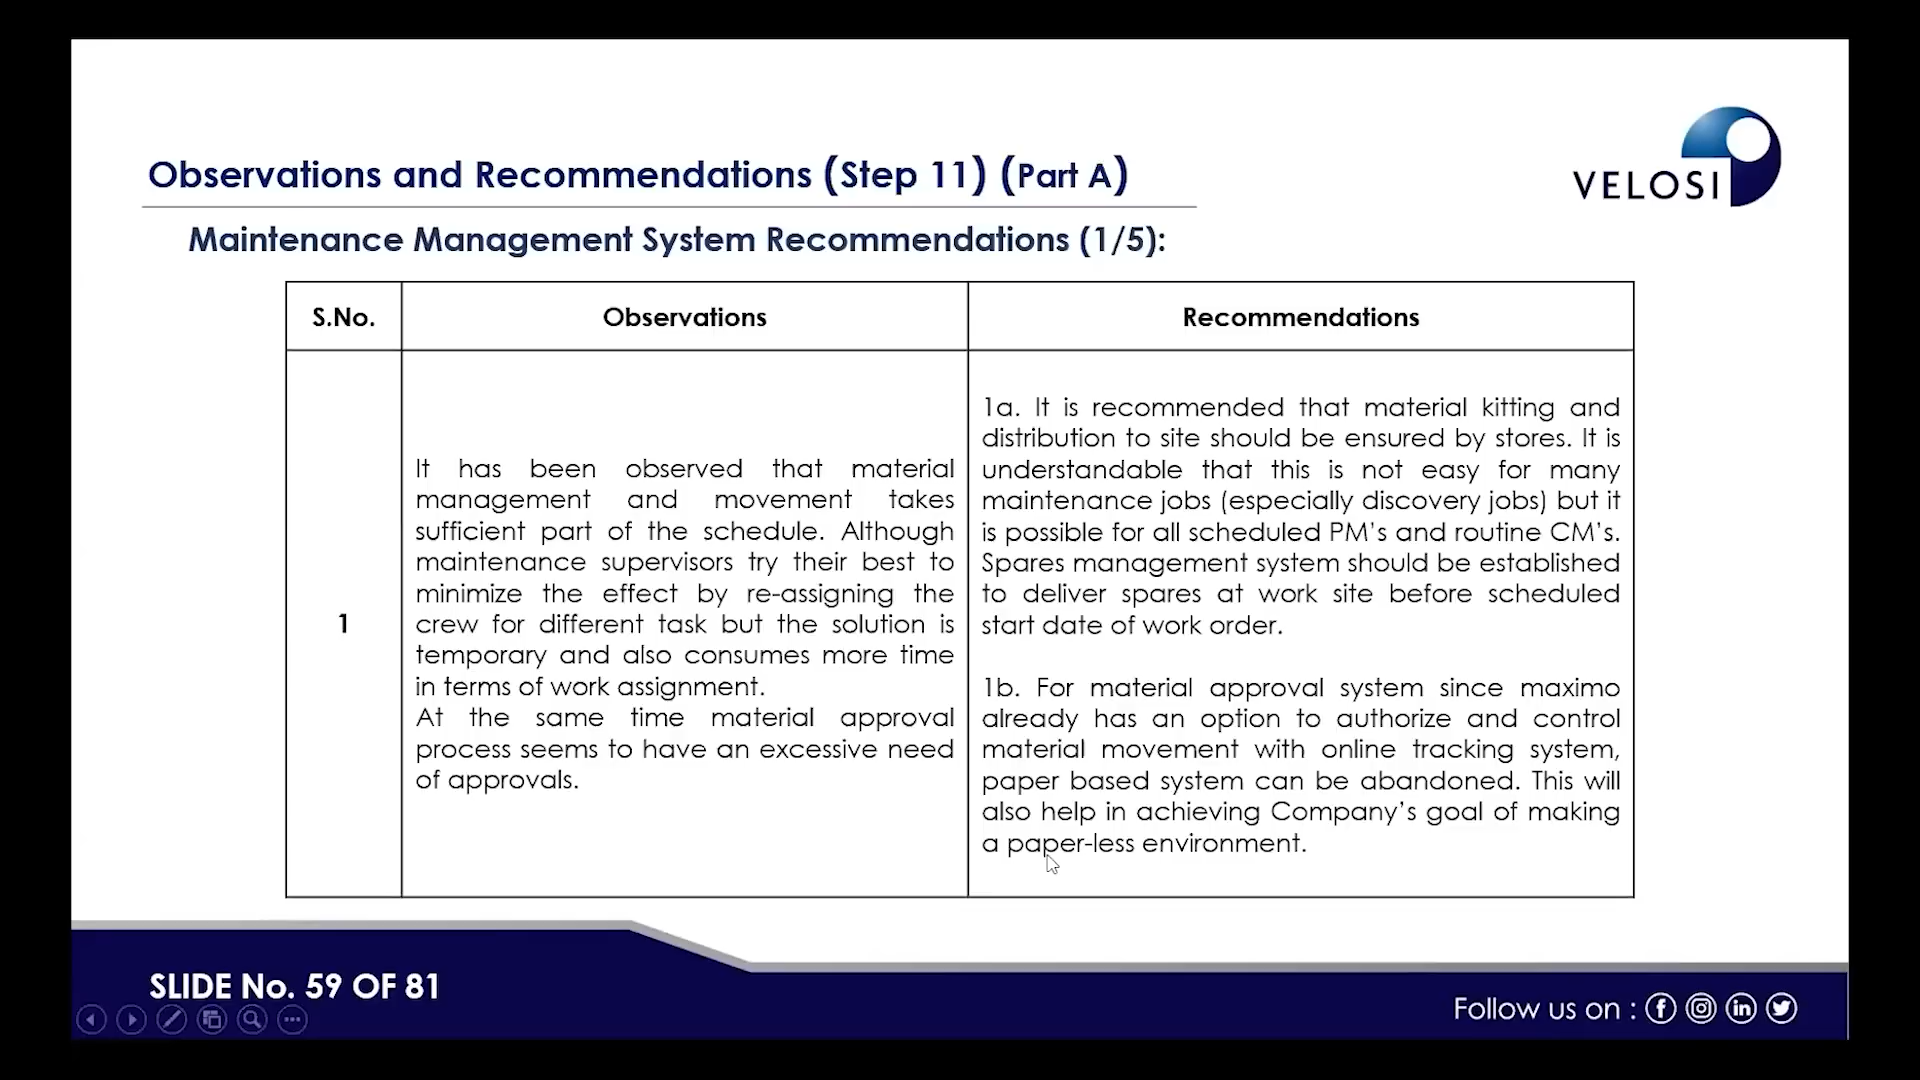 Observations and Recommendations (Step 11) (Part A)
VELOSI
Maintenance Management System Recommendations (1/5):
S.No.
Observations
Recommendations
1
It has been observed that material
management and movement takes
sufficient part of the schedule. Although
maintenance supervisors try their best to
minimize the effect by re-assigning the
crew for different task but the solution is
temporary and also consumes more time
in terms of work assignment.
At the same time material approval
process seems to have an excessive need
of approvals.
1a. It is recommended that material kitting and
distribution to site should be ensured by stores. It is
understandable that this is not easy for many
maintenance jobs (especially discovery jobs) but it
is possible for all scheduled PM's and routine CM's.
Spares management system should be established
to deliver spares at work site before scheduled
start date of work order.
1b. For material approval system since maximo
already has an option to authorize and control
material movement with online tracking system,
paper based system can be abandoned. This will
also help in achieving Company's goal of making
a paper-less environment.
SLIDE No. 59 OF 81
Follow us on :